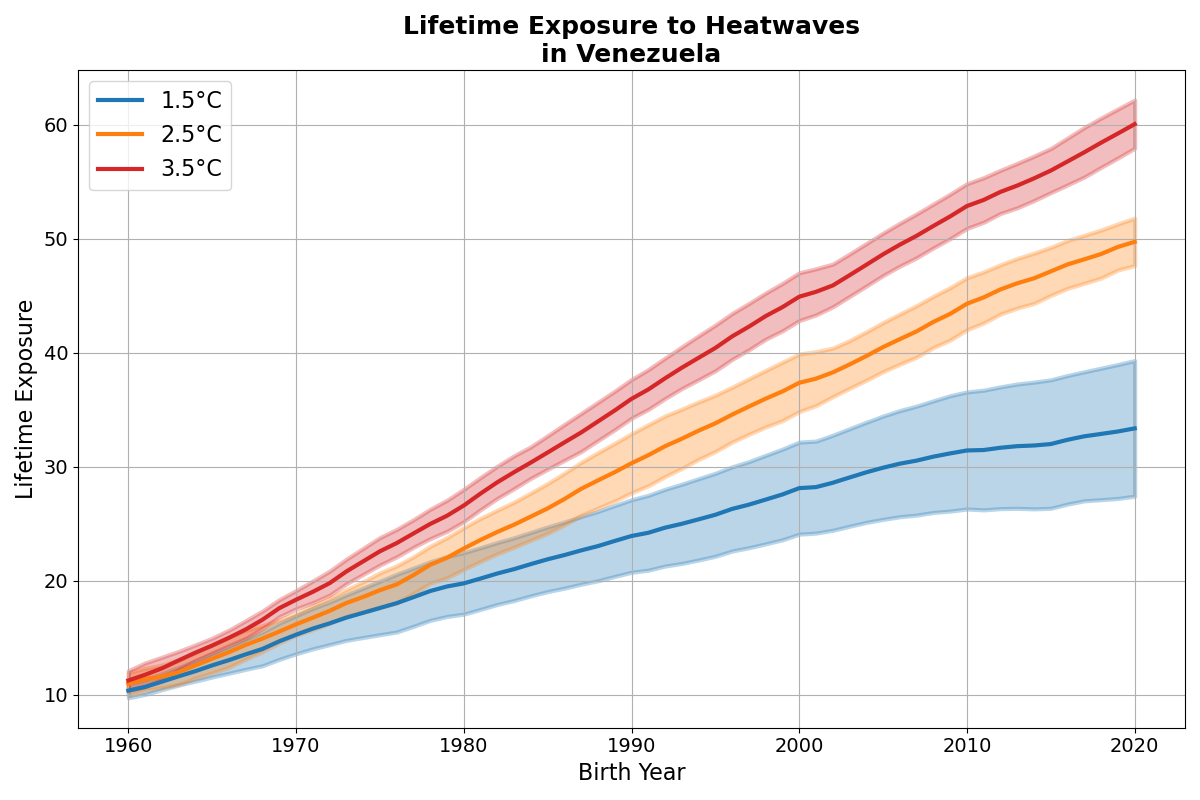 Lifetime Exposure to Heatwaves
in Venezuela
1.5°C
2.5°C
3.5°C
Lifetime Exposure
60
50
40
30
20
10
1960 1970 1980 1990 2000 2010 2020
Birth Year